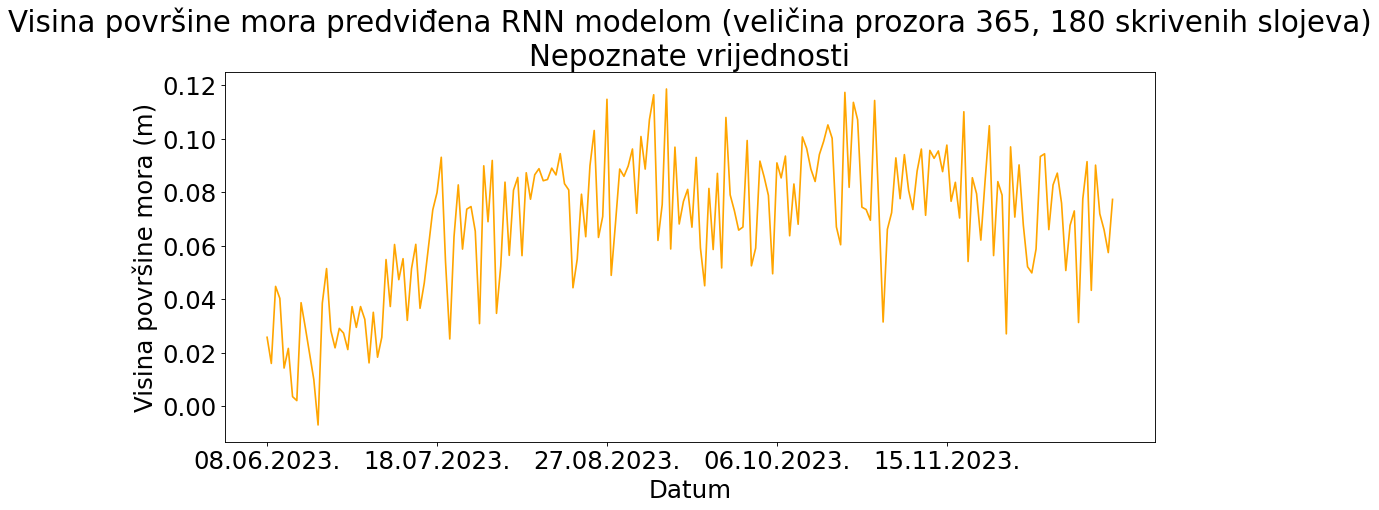 Visina površine mora predviđena RNN modelom (veličina prozora 365, 180 skrivenih slojeva)
Nepoznate vrijednosti
Visina površine mora (m)
0.12
0.10
0.08
0.06
0.04
0.02
0.00
08.06.2023. 18.07.2023. 27.08.2023. 06.10.2023. 15.11.2023.
Datum